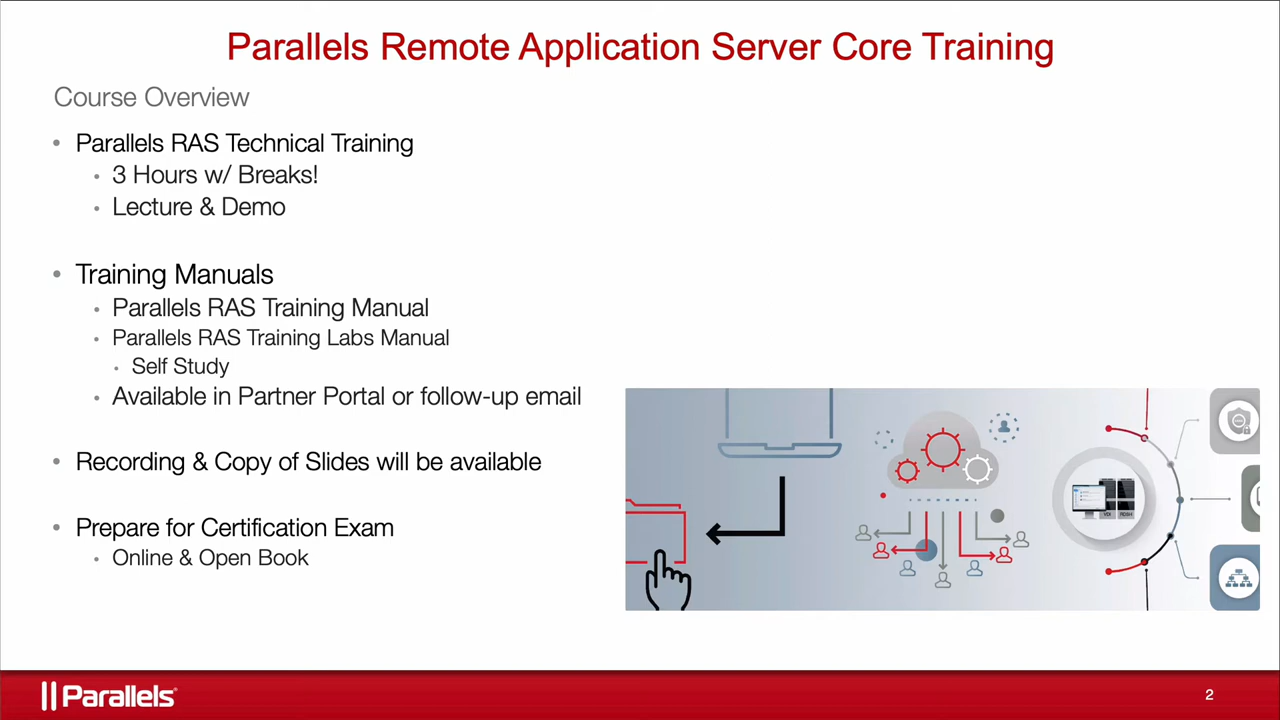 Parallels Remote Application Server Core Training
Course Overview
• Parallels RAS Technical Training
• 3 Hours w/ Breaks!
• Lecture & Demo
• Training Manuals
• Parallels RAS Training Manual
• Parallels RAS Training Labs Manual
• Self Study
• Available in Partner Portal or follow-up email
• Recording & Copy of Slides will be available
• Prepare for Certification Exam
• Online & Open Book
VDI RDSH
Parallels®
2